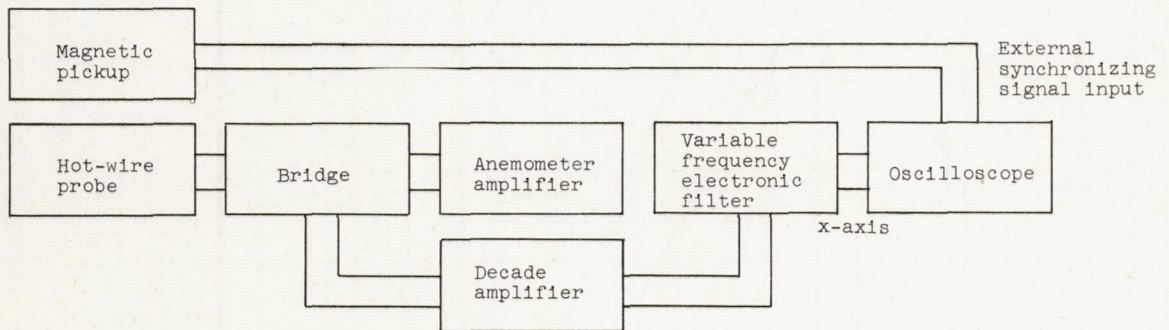 Magnetic
pickup
External
synchronizing
signal input
Hot-wire
probe
Bridge
Anemometer
amplifier
Variable
frequency
electronic
filter
Oscilloscope
x-axis
Decade
amplifier